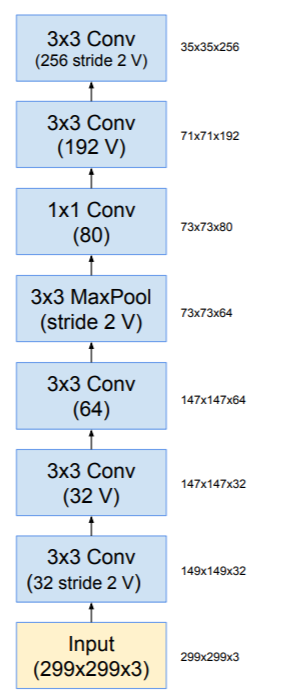 3x3 Conv
(256 stride 2 V)
35x35x256
3x3 Conv
(192 V)
71x71x192
1x1 Conv
(80)
73x73x80
3x3 MaxPool
(stride 2 V)
73x73x64
3x3 Conv
(64)
147x147x64
3x3 Conv
(32 V)
147x147x32
3x3 Conv
(32 stride 2 V)
149x149x32
Input
(299x299x3)
299x299x3